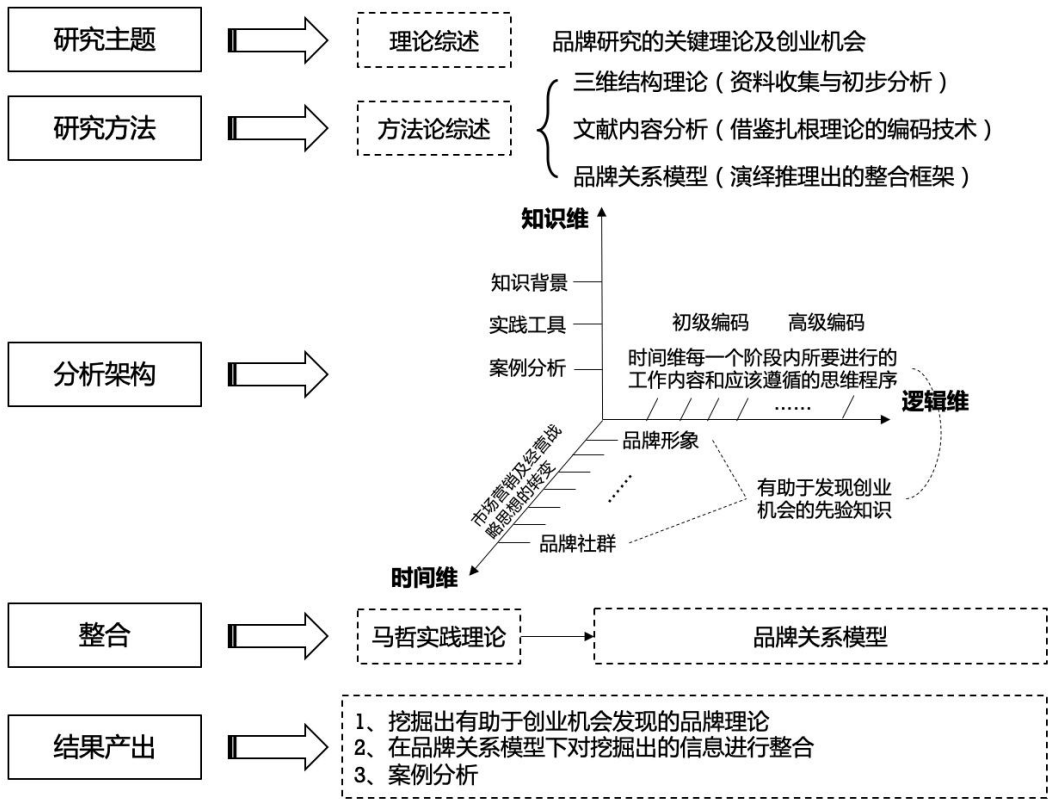 研究主题
理论综述
品牌研究的关键理论及创业机会
研究方法
方法论综述
三维结构理论（资料收集与初步分析）
文献内容分析（借鉴扎根理论的编码技术）
品牌关系模型（演绎推理出的整合框架）
分析架构
知识维
知识背景
实践工具
案例分析
初级编码
高级编码
时间维每一个阶段内所要进行的
工作内容和应该遵循的思维程序
……
逻辑维
品牌形象
……
品牌社群
市场营销及经营战
略思想的转变
时间维
有助于发现创业
机会的先验知识
整合
马哲实践理论
品牌关系模型
结果产出
1、挖掘出有助于创业机会发现的品牌理论
2、在品牌关系模型下对挖掘出的信息进行整合
3、案例分析